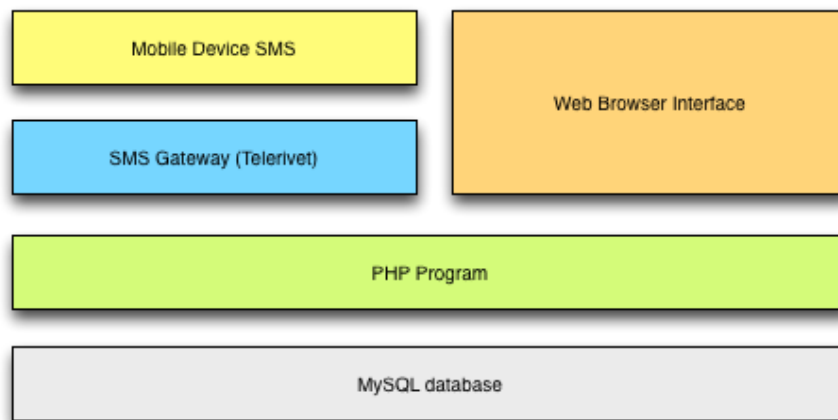 Mobile Device SMS
Web Browser Interface
SMS Gateway (Telerivet)
PHP Program
MySQL database